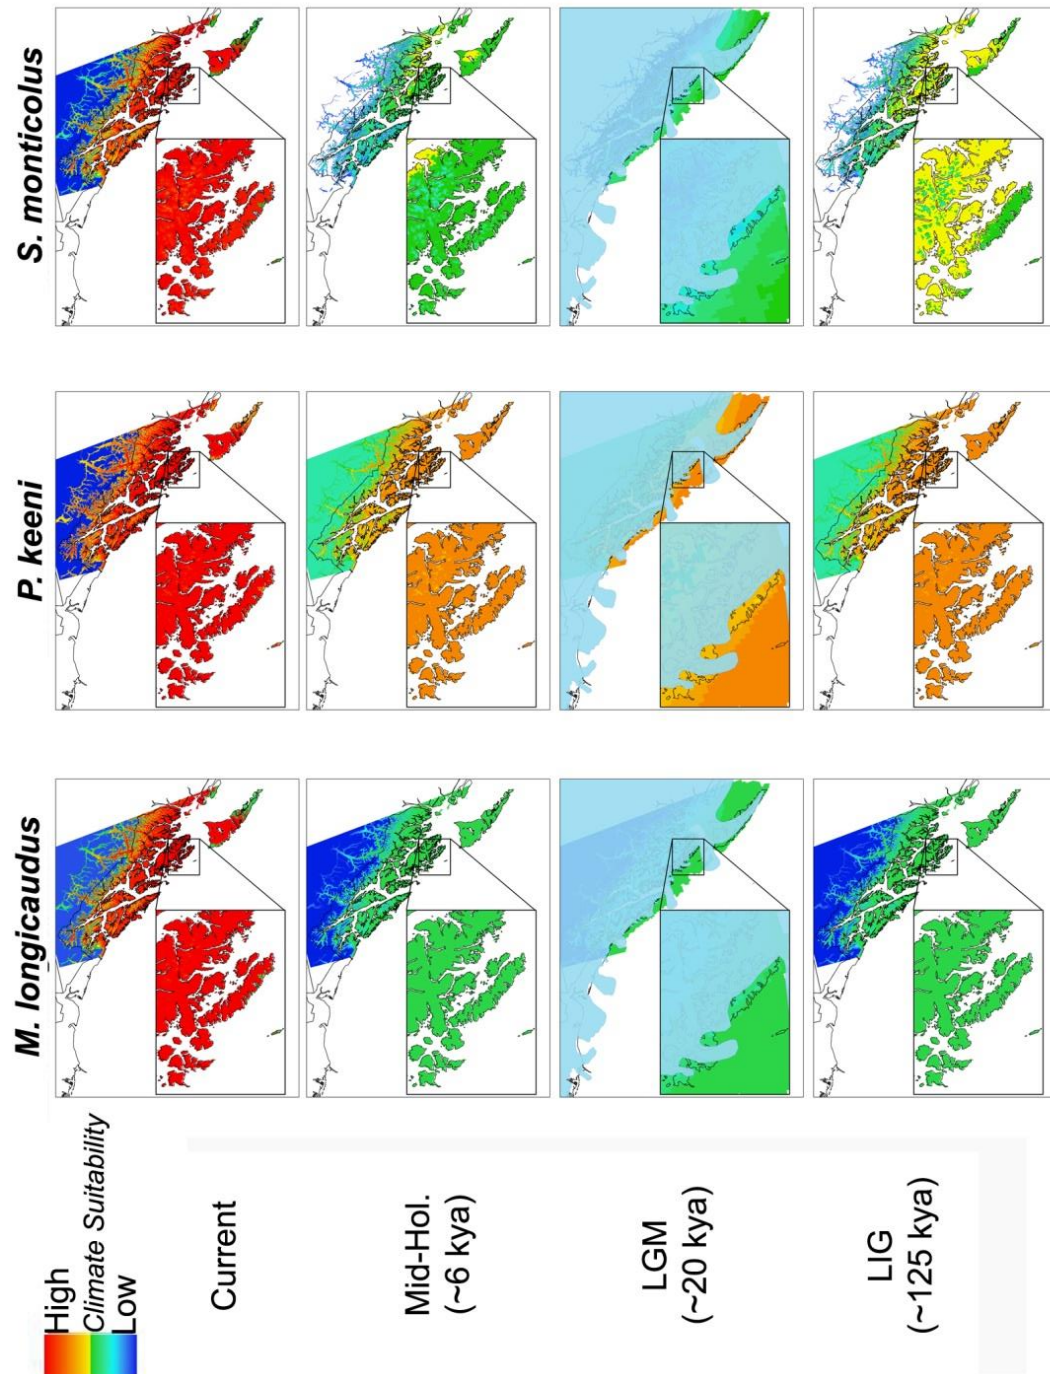 High
Climate Suitability
Low
M. longicaudus
P. keeni
S. monticolus
Current
Mid-Hol.
(~6 kya)
LGM
(~20 kya)
LIG
(~125 kya)